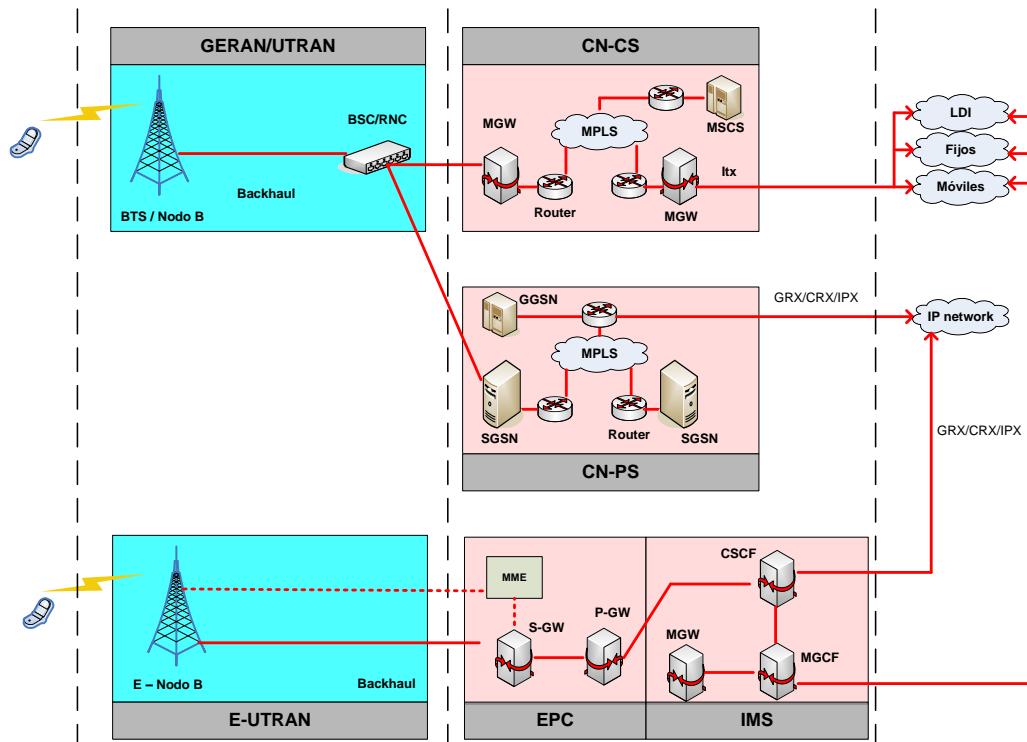 GERAN/UTRAN
BSC/RNC
Backhaul
BTS / Nodo B
CN-CS
MGW
MPLS
MSCS
Router
MGW
Itx
LDI
Fijos
Móviles
GGSN
MPLS
SGSN
Router
SGSN
CN-PS
GRX/CRX/IPX
IP network
GRX/CRX/IPX
E – Nodo B
Backhaul
E-UTRAN
MME
S-GW
P-GW
EPC
CSCF
MGW
MGCF
IMS